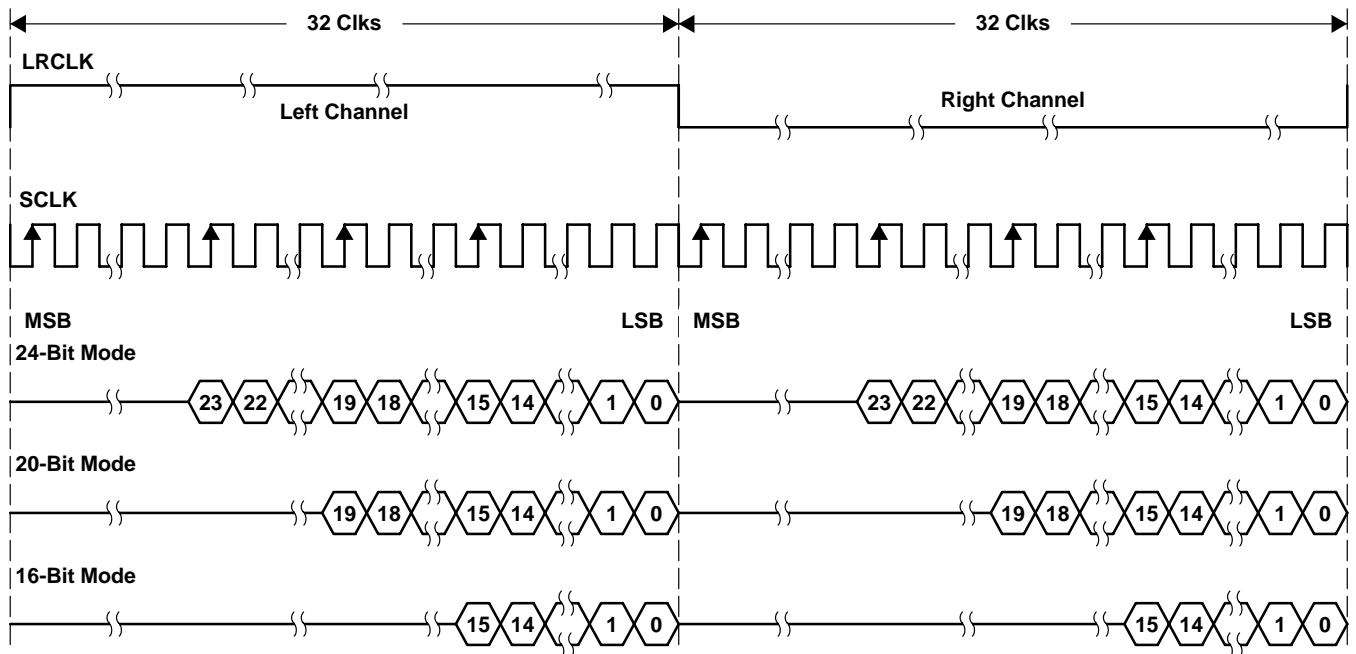 32 Clks 32 Clks
LRCLK
Left Channel Right Channel
SCLK
MSB LSB MSB LSB
24-Bit Mode
23 22 19 18 15 14 1 0 23 22 19 18 15 14 1 0
20-Bit Mode
19 18 15 14 1 0 19 18 15 14 1 0
16-Bit Mode
15 14 1 0 15 14 1 0